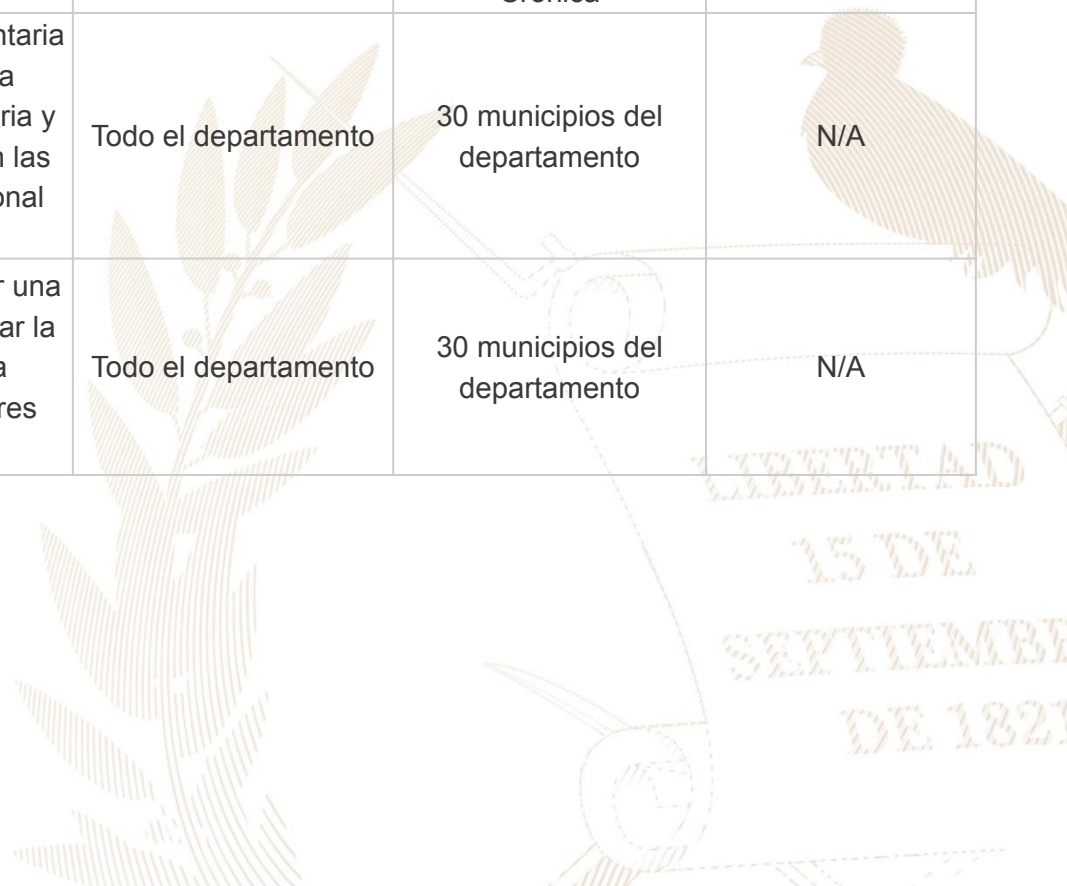 Crónica
ntaria
a
ria y
n las
onal
Todo el departamento
30 municipios del
departamento
N/A
r una
ar la
a
res
Todo el departamento
30 municipios del
departamento
N/A
LIBERTAD
15 DE
SEPTIEMB
DE 1821